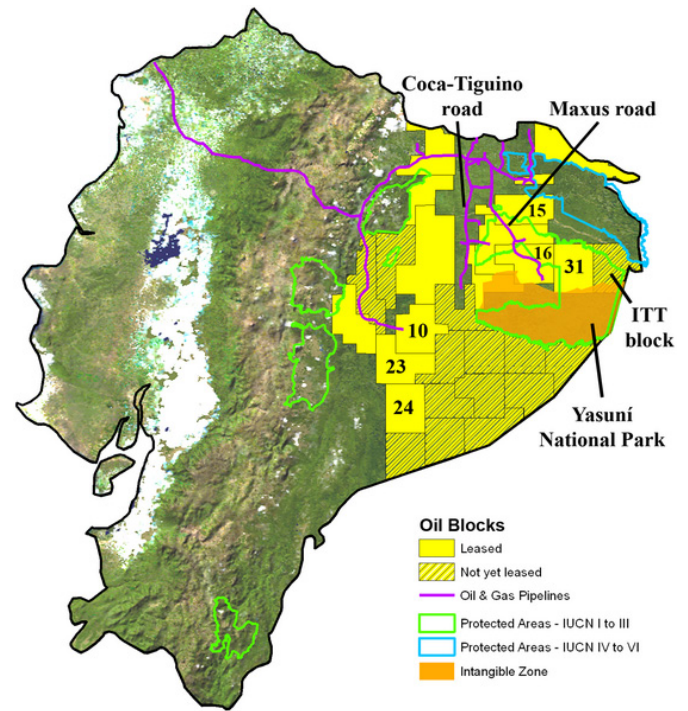 Coca-Tiguino
road
Maxus road
15
16
31
ITT
block
10
23
24
Yasuní
National Park
Oil Blocks
Leased
Not yet leased
Oil & Gas Pipelines
Protected Areas - IUCN I to III
Protected Areas - IUCN IV to VI
Intangible Zone